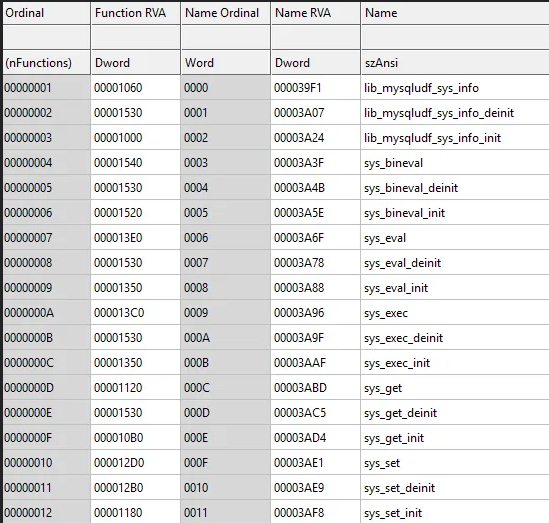 Ordinal Function RVA Name Ordinal Name RVA Name
(nFunctions) Dword Word Dword szAnsi
00000001 00001060 0000 000039F1 lib_mysqludf_sys_info
00000002 00001530 0001 00003A07 lib_mysqludf_sys_info_deinit
00000003 00001000 0002 00003A24 lib_mysqludf_sys_info_init
00000004 00001540 0003 00003A3F sys_bineval
00000005 00001530 0004 00003A4B sys_bineval_deinit
00000006 00001520 0005 00003A5E sys_bineval_init
00000007 000013E0 0006 00003A6F sys_eval
00000008 00001530 0007 00003A78 sys_eval_deinit
00000009 00001350 0008 00003A88 sys_eval_init
0000000A 000013C0 0009 00003A96 sys_exec
0000000B 00001530 000A 00003A9F sys_exec_deinit
0000000C 00001350 000B 00003AAF sys_exec_init
0000000D 00001120 000C 00003ABD sys_get
0000000E 00001530 000D 00003AC5 sys_get_deinit
0000000F 000010B0 000E 00003AD4 sys_get_init
00000010 000012D0 000F 00003AE1 sys_set
00000011 000012B0 0010 00003AE9 sys_set_deinit
00000012 00001180 0011 00003AF8 sys_set_init